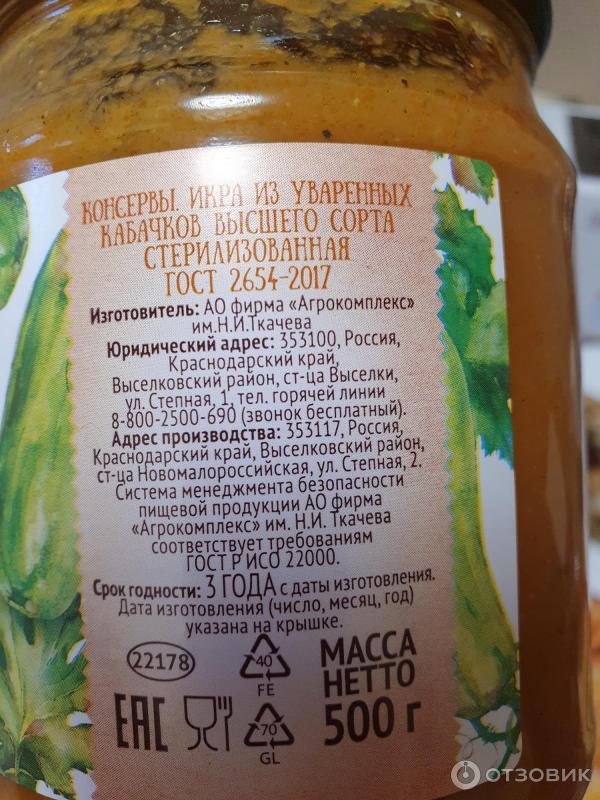 КОНСЕРВЫ. ИКРА ИЗ УВАРЕННЫХ
КАБАЧКОВ ВЫСШЕГО СОРТА
СТЕРИЛИЗОВАННАЯ
ГОСТ 2654-2017
Изготовитель: АО фирма «Агрокомплекс»
им.Н.И.Ткачева
Юридический адрес: 353100, Россия,
Краснодарский край,
Выселковский район, ст-ца Выселки,
ул. Степная, 1, тел. горячей линии
8-800-2500-690 (звонок бесплатный).
Адрес производства: 353117, Россия,
Краснодарский край, Выселковский район,
ст-ца Новомалороссийская, ул. Степная, 2.
Система менеджмента безопасности
пищевой продукции АО фирма
«Агрокомплекс» им. Н.И. Ткачева
соответствует требованиям
ГОСТ Р ИСО 22000.
Срок годности: 3 ГОДА с даты изготовления.
Дата изготовления (число, месяц, год)
указана на крышке.
22178
40
FE
МАССА
НЕТТО
500 г
EAC
70
GL
ОТЗОВИК